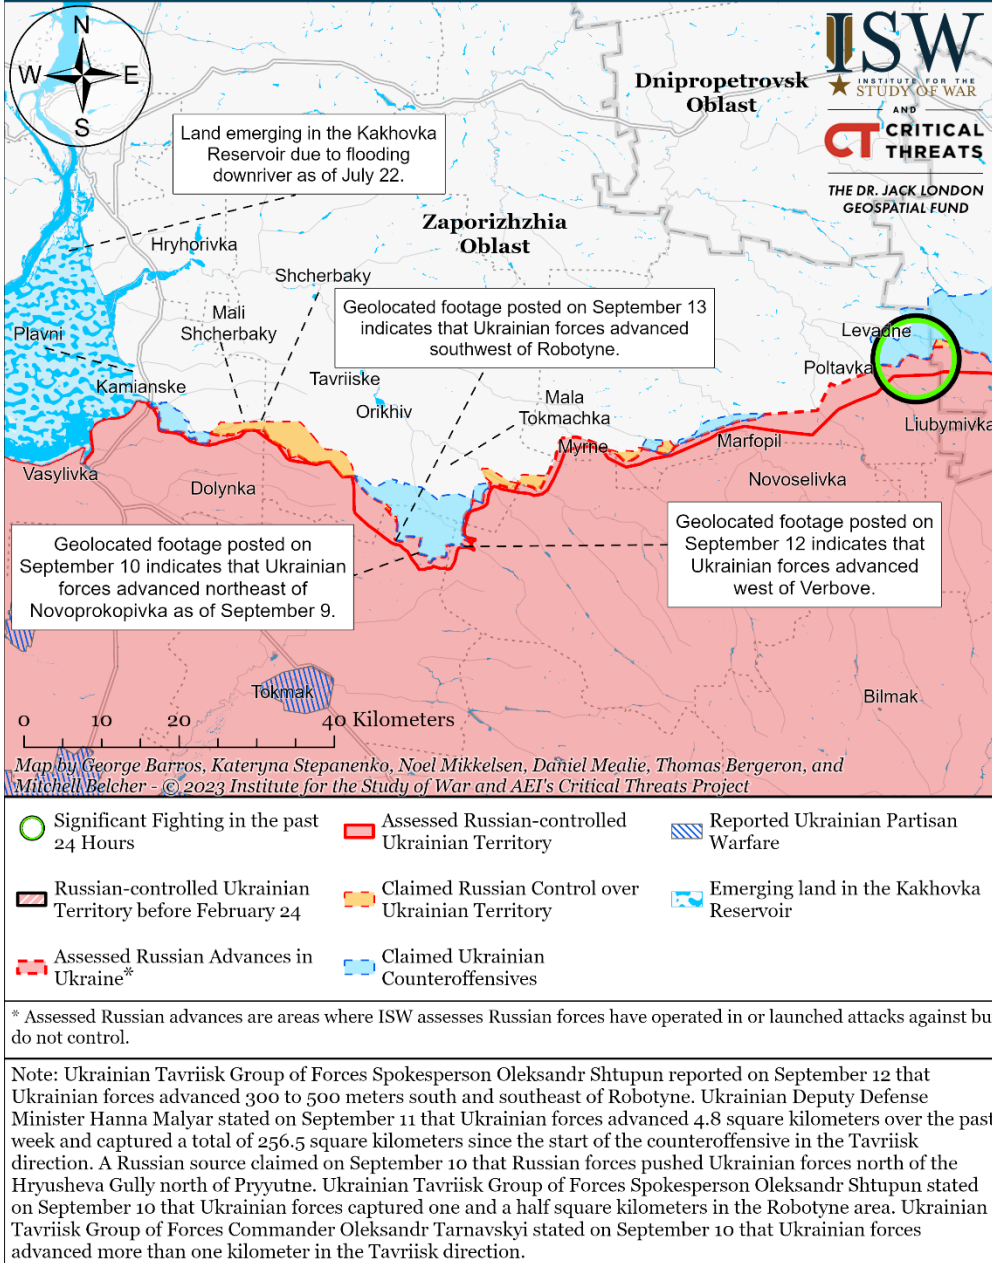 N
W E
S
ISW
INSTITUTE FOR THE
STUDY OF WAR
AND
CT CRITICAL
THREATS
THE DR. JACK LONDON
GEOSPATIAL FUND
Dnipropetrovsk
Oblast
Land emerging in the Kakhovka
Reservoir due to flooding
downriver as of July 22.
Zaporizhzhia
Oblast
Hryhorivka
Shcherbaky
Mali
Shcherbaky
Geolocated footage posted on September 13
indicates that Ukrainian forces advanced
southwest of Robotyne.
Plavni
Levadne
Poltavka
Kamianske
Tavriiske
Orikhiv
Mala
Tokmachka
Myrne
Marfopil
Liubymivka
Vasylivka
Dolynka
Novoselivka
Geolocated footage posted on
September 10 indicates that Ukrainian
forces advanced northeast of
Novoprokopivka as of September 9.
Geolocated footage posted on
September 12 indicates that
Ukrainian forces advanced
west of Verbove.
Tokmak
Bilmak
0 10 20 40 Kilometers
Map by George Barros, Kateryna Stepanenko, Noel Mikkelsen, Daniel Mealie, Thomas Bergeron, and
Mitchell Belcher - © 2023 Institute for the Study of War and AEI's Critical Threats Project
Significant Fighting in the past
24 Hours
Assessed Russian-controlled
Ukrainian Territory
Reported Ukrainian Partisan
Warfare
Russian-controlled Ukrainian
Territory before February 24
Claimed Russian Control over
Ukrainian Territory
Emerging land in the Kakhovka
Reservoir
Assessed Russian Advances in
Ukraine*
Claimed Ukrainian
Counteroffensives
* Assessed Russian advances are areas where ISW assesses Russian forces have operated in or launched attacks against bu
do not control.
Note: Ukrainian Tavriisk Group of Forces Spokesperson Oleksandr Shtupun reported on September 12 that
Ukrainian forces advanced 300 to 500 meters south and southeast of Robotyne. Ukrainian Deputy Defense
Minister Hanna Malyar stated on September 11 that Ukrainian forces advanced 4.8 square kilometers over the past
week and captured a total of 256.5 square kilometers since the start of the counteroffensive in the Tavriisk
direction. A Russian source claimed on September 10 that Russian forces pushed Ukrainian forces north of the
Hryusheva Gully north of Pryyutne. Ukrainian Tavriisk Group of Forces Spokesperson Oleksandr Shtupun stated
on September 10 that Ukrainian forces captured one and a half square kilometers in the Robotyne area. Ukrainian
Tavriisk Group of Forces Commander Oleksandr Tarnavskyi stated on September 10 that Ukrainian forces
advanced more than one kilometer in the Tavriisk direction.